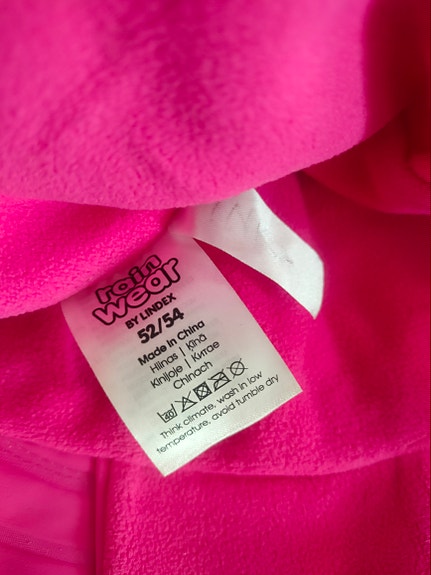 rain
wear
BY LINDEX
52/54
Made in China
Hiinas | Ķīnā
Kinijoje | Китае
Chinach
Think climate, wash in low
temperature, avoid tumble dry